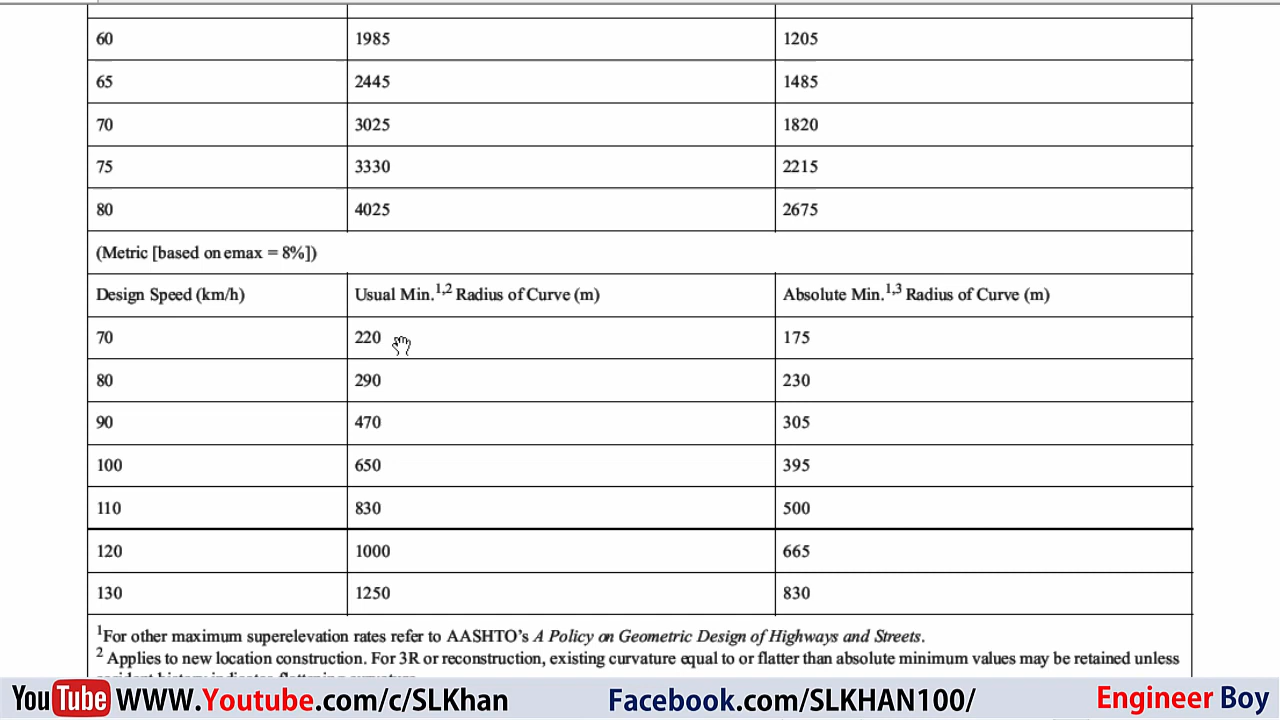 60 1985 1205
65 2445 1485
70 3025 1820
75 3330 2215
80 4025 2675
(Metric [based on emax = 8%])
Design Speed (km/h) Usual Min.1,2 Radius of Curve (m) Absolute Min.1,3 Radius of Curve (m)
70 220 175
80 290 230
90 470 305
100 650 395
110 830 500
120 1000 665
130 1250 830
1For other maximum superelevation rates refer to AASHTO's A Policy on Geometric Design of Highways and Streets.
2 Applies to new location construction. For 3R or reconstruction, existing curvature equal to or flatter than absolute minimum values may be retained unless
YouTube WWW.Youtube.com/c/SLKhan Facebook.com/SLKHAN100/ Engineer Boy